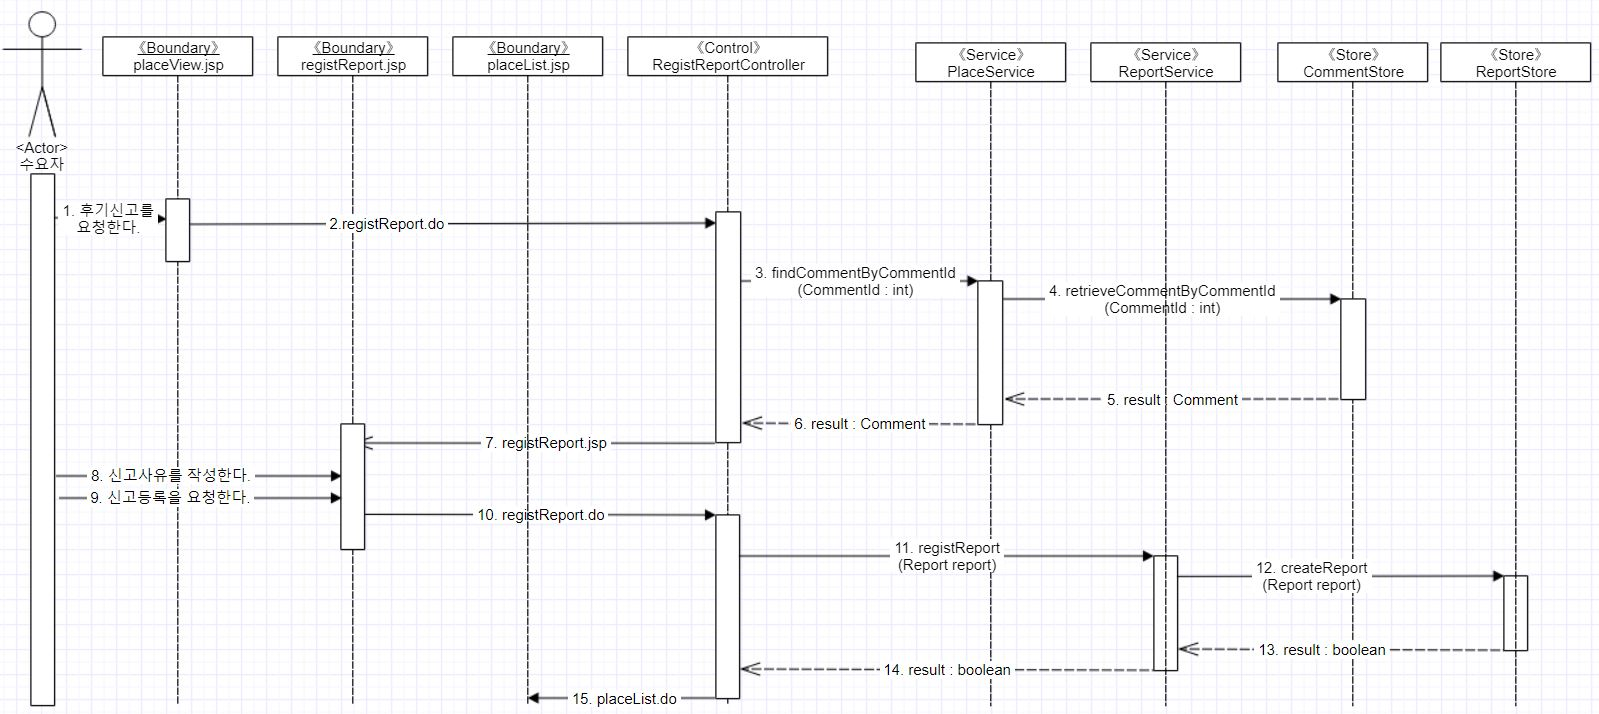 《Boundary》
placeView.jsp
《Boundary》
registReport.jsp
《Boundary》
placeList.jsp
《Control》
RegistReportController
《Service》
PlaceService
《Service》
ReportService
《Store》
CommentStore
《Store》
ReportStore
<Actor>
수요자
1. 후기신고를
요청한다.
2.registReport.do
3. findCommentByCommentId
(CommentId : int)
4. retrieveCommentByCommentId
(CommentId : int)
5. result : Comment
6. result : Comment
7. registReport.jsp
8. 신고사유를 작성한다.
9. 신고등록을 요청한다.
10. registReport.do
11. registReport
(Report report)
12. createReport
(Report report)
13. result : boolean
14. result : boolean
15. placeList.do